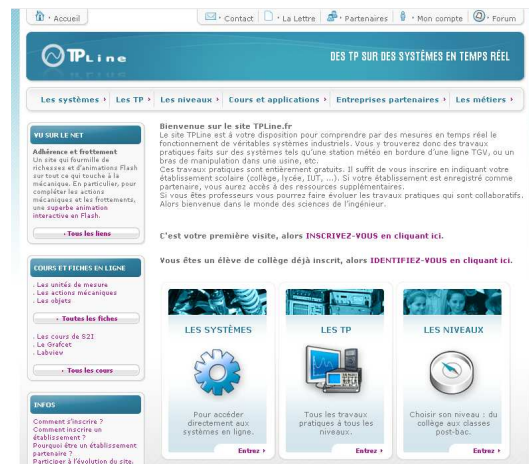 Accueil
Contact
La Lettre
Partenaires
Mon compte
Forum
TPLine
DES TP SUR DES SYSTÈMES EN TEMPS RÉEL
Les systèmes
Les TP
Les niveaux
Cours et applications
Entreprises partenaires
Les métiers
VU SUR LE NET
Adhérence et frottement
Un site qui fourmille de
richesses et d'animations Flash
sur tout ce qui touche à la
mécanique. En particulier, pour
compléter les actions
mécaniques et les frottements,
une superbe animation
interactive en Flash.
Tous les liens
COURS ET FICHES EN LIGNE
. Les unités de mesure
. Les actions mécaniques
. Les objets
Toutes les fiches
. Les cours de S2I
. Le Grafcet
. Labview
Tous les cours
INFOS
Comment s'inscrire ?
Comment inscrire un
établissement ?
Pourquoi être un établissement
partenaire ?
Participer à l'évolution du site.
Bienvenue sur le site TPLine.fr
Le site TPLine est à votre disposition pour comprendre par des mesures en temps réel le
fonctionnement de véritables systèmes industriels. Vous y trouverez donc des travaux
pratiques faits sur des systèmes tels qu'une station météo en bordure d'une ligne TGV, ou un
bras de manipulation dans une usine, etc.
Ces travaux pratiques sont entièrement gratuits. Il suffit de vous inscrire en indiquant votre
établissement scolaire (collège, lycée, IUT, ...). Si votre établissement est enregistré comme
partenaire, vous aurez accès à des ressources supplémentaires.
Si vous êtes professeurs vous pourrez faire évoluer les travaux pratiques qui sont collaboratifs.
Alors bienvenue dans le monde des sciences de l'ingénieur.
C'est votre première visite, alors INSCRIVEZ-VOUS en cliquant ici.
Vous êtes un élève de collège déjà inscrit, alors IDENTIFIEZ-VOUS en cliquant ici.
LES SYSTÈMES
Pour accéder
directement aux
systèmes en ligne.
Entrez
LES TP
Tous les travaux
pratiques à tous les
niveaux.
Entrez
LES NIVEAUX
Choisir son niveau : du
collège aux classes
post-bac.
Entrez